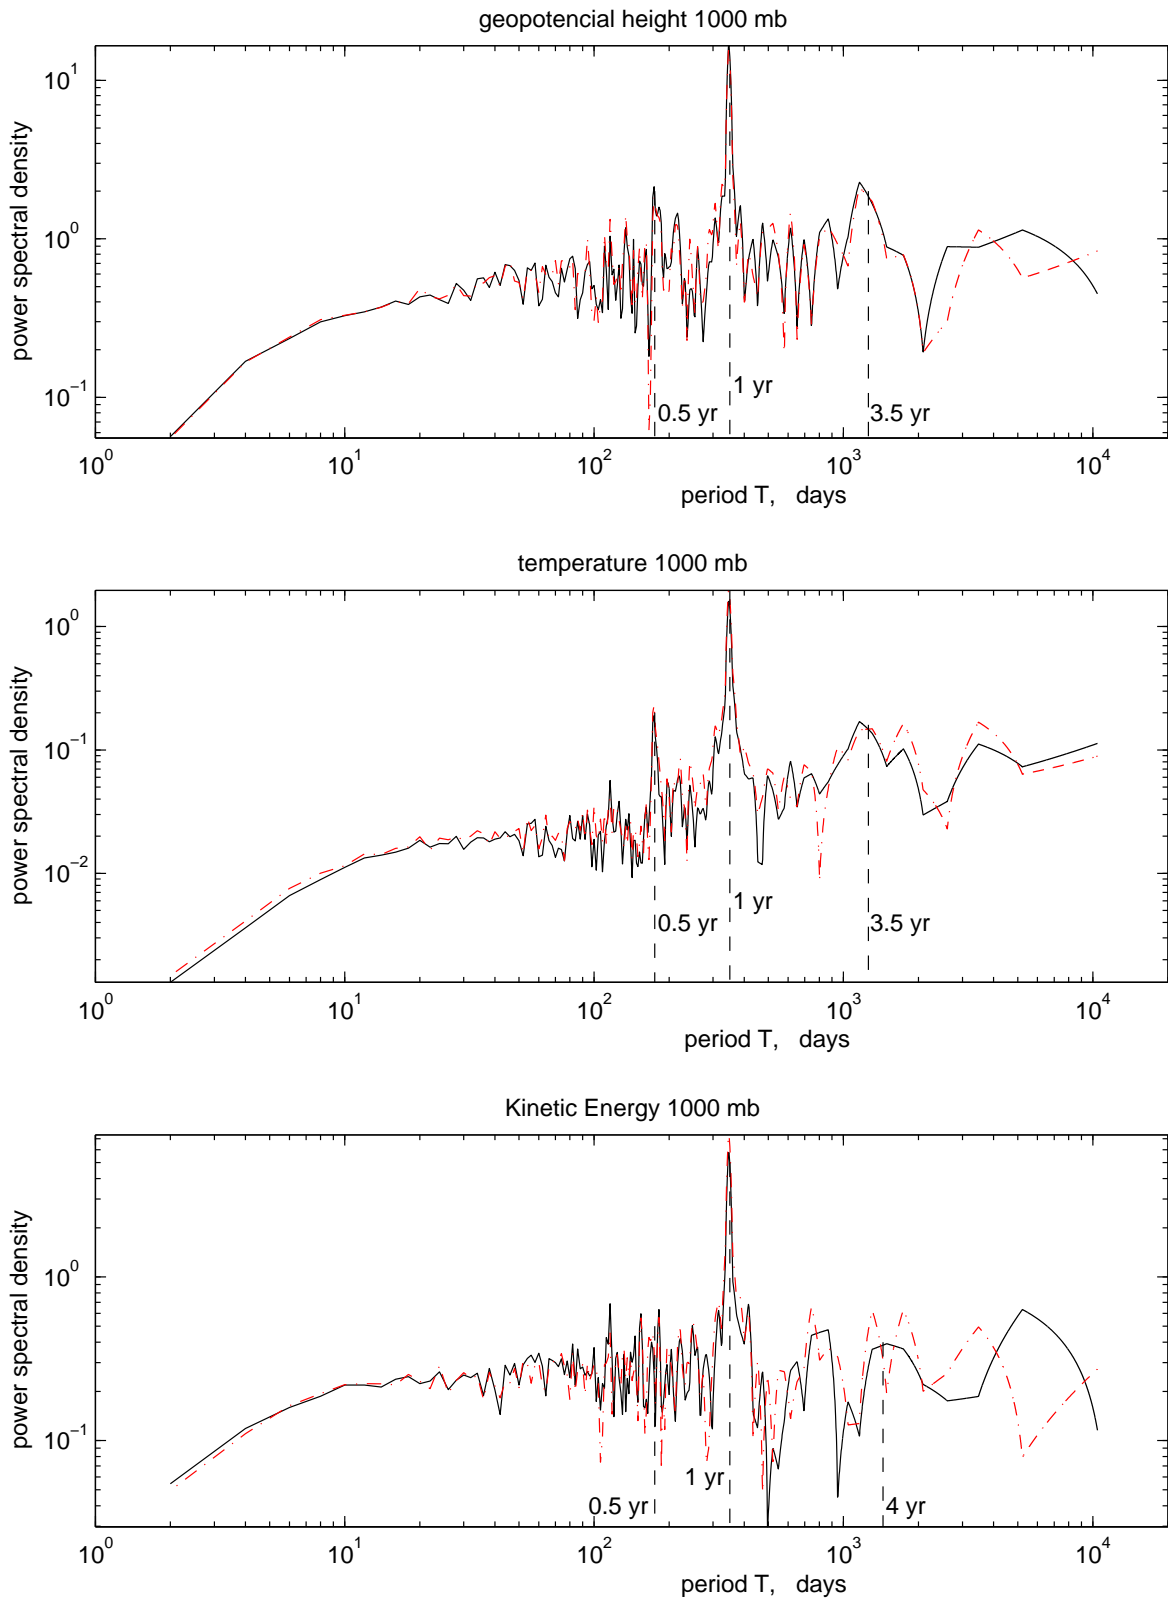 geopotencial height 1000 mb
power spectral density
10^1
10^0
10^-1
0.5 yr
1 yr
3.5 yr
10^0 10^1 10^2 10^3 10^4
period T, days
temperature 1000 mb
power spectral density
10^0
10^-1
10^-2
0.5 yr
1 yr
3.5 yr
10^0 10^1 10^2 10^3 10^4
period T, days
Kinetic Energy 1000 mb
power spectral density
10^0
10^-1
0.5 yr
1 yr
4 yr
10^0 10^1 10^2 10^3 10^4
period T, days